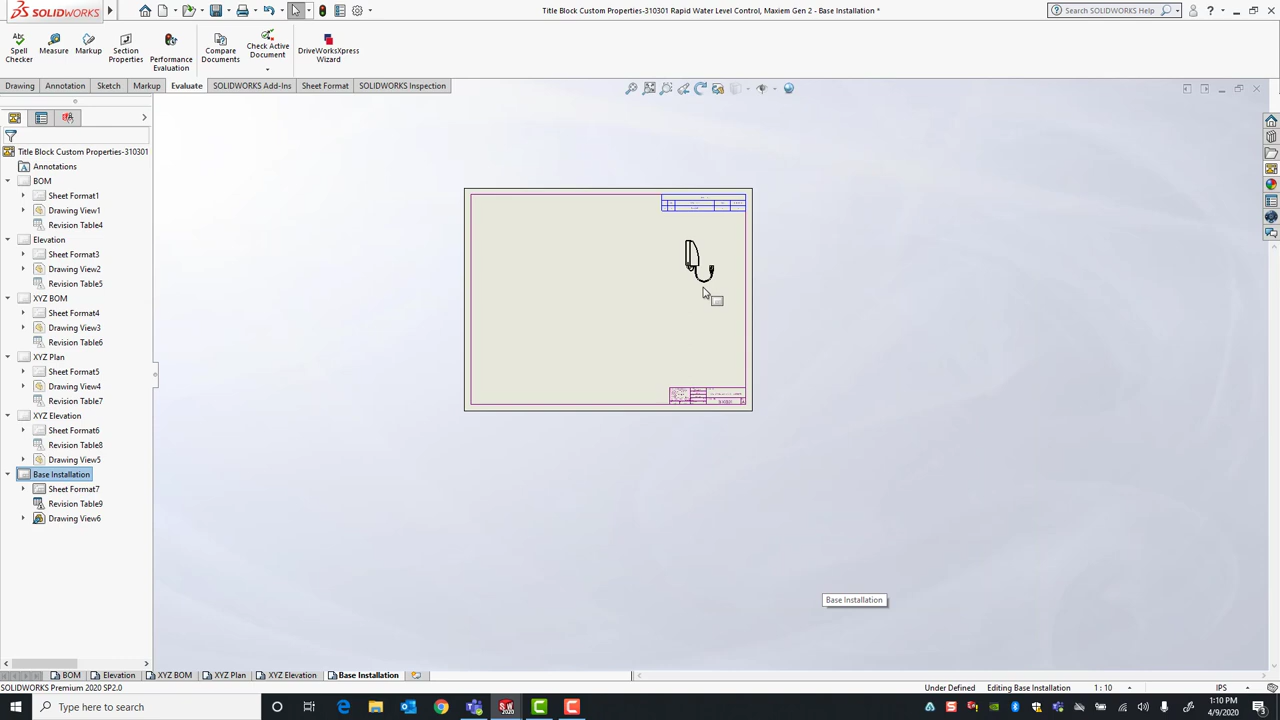 SOLIDWORKS
Title Block Custom Properties-310301 Rapid Water Level Control, Maxiem Gen 2 - Base Installation *
Search SOLIDWORKS Help
Spell Checker
Measure
Markup
Section Properties
Performance Evaluation
Compare Documents
Check Active Document
DriveWorksXpress Wizard
Drawing
Annotation
Sketch
Markup
Evaluate
SOLIDWORKS Add-Ins
Sheet Format
SOLIDWORKS Inspection
Title Block Custom Properties-310301
Annotations
BOM
Sheet Format1
Drawing View1
Revision Table4
Elevation
Sheet Format3
Drawing View2
Revision Table5
XYZ BOM
Sheet Format4
Drawing View3
Revision Table6
XYZ Plan
Sheet Format5
Drawing View4
Revision Table7
XYZ Elevation
Sheet Format6
Revision Table8
Drawing View5
Base Installation
Sheet Format7
Revision Table9
Drawing View6
Base Installation
BOM
Elevation
XYZ BOM
XYZ Plan
XYZ Elevation
Base Installation
SOLIDWORKS Premium 2020 SP2.0
Under Defined
Editing Base Installation
1 : 10
IPS
Type here to search
1:10 PM
4/9/2020